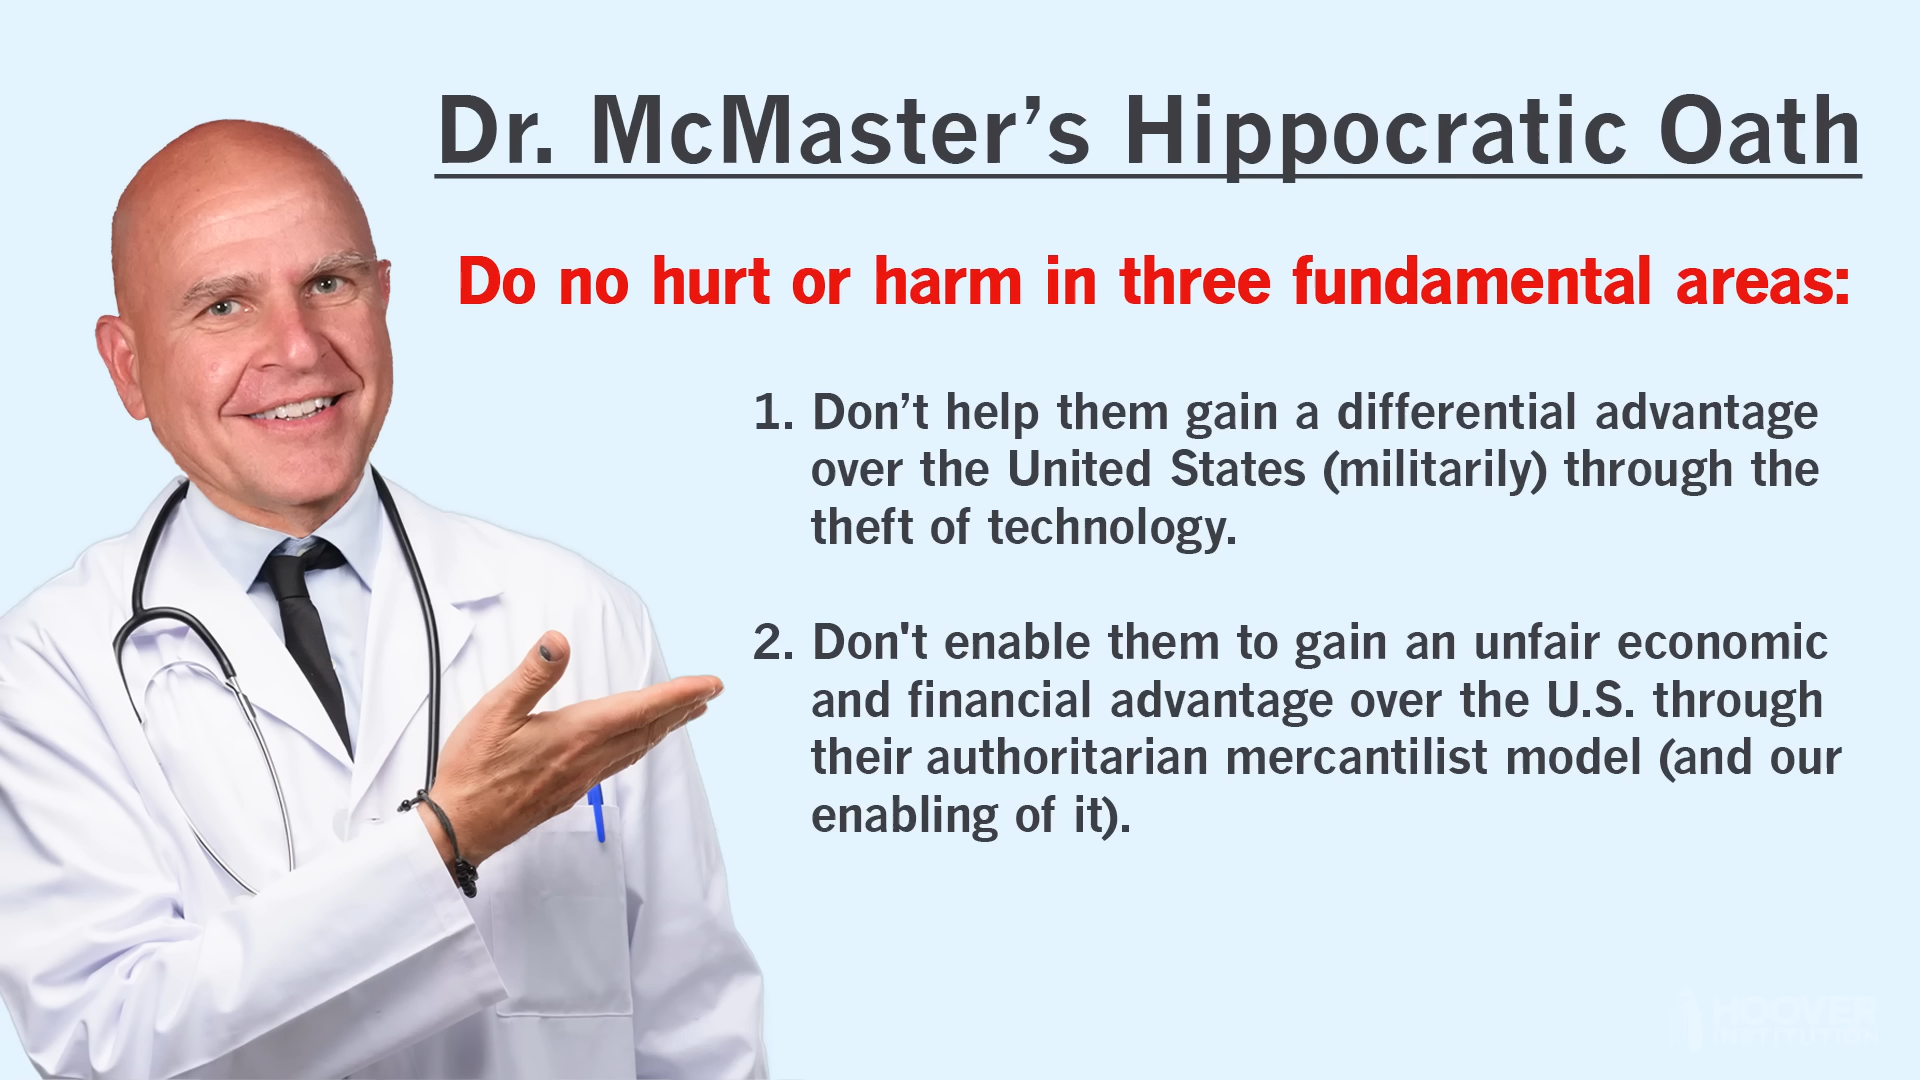 Dr. McMaster’s Hippocratic Oath
Do no hurt or harm in three fundamental areas:
1. Don’t help them gain a differential advantage
over the United States (militarily) through the
theft of technology.
2. Don't enable them to gain an unfair economic
and financial advantage over the U.S. through
their authoritarian mercantilist model (and our
enabling of it).
HOOVER
INSTITUTION